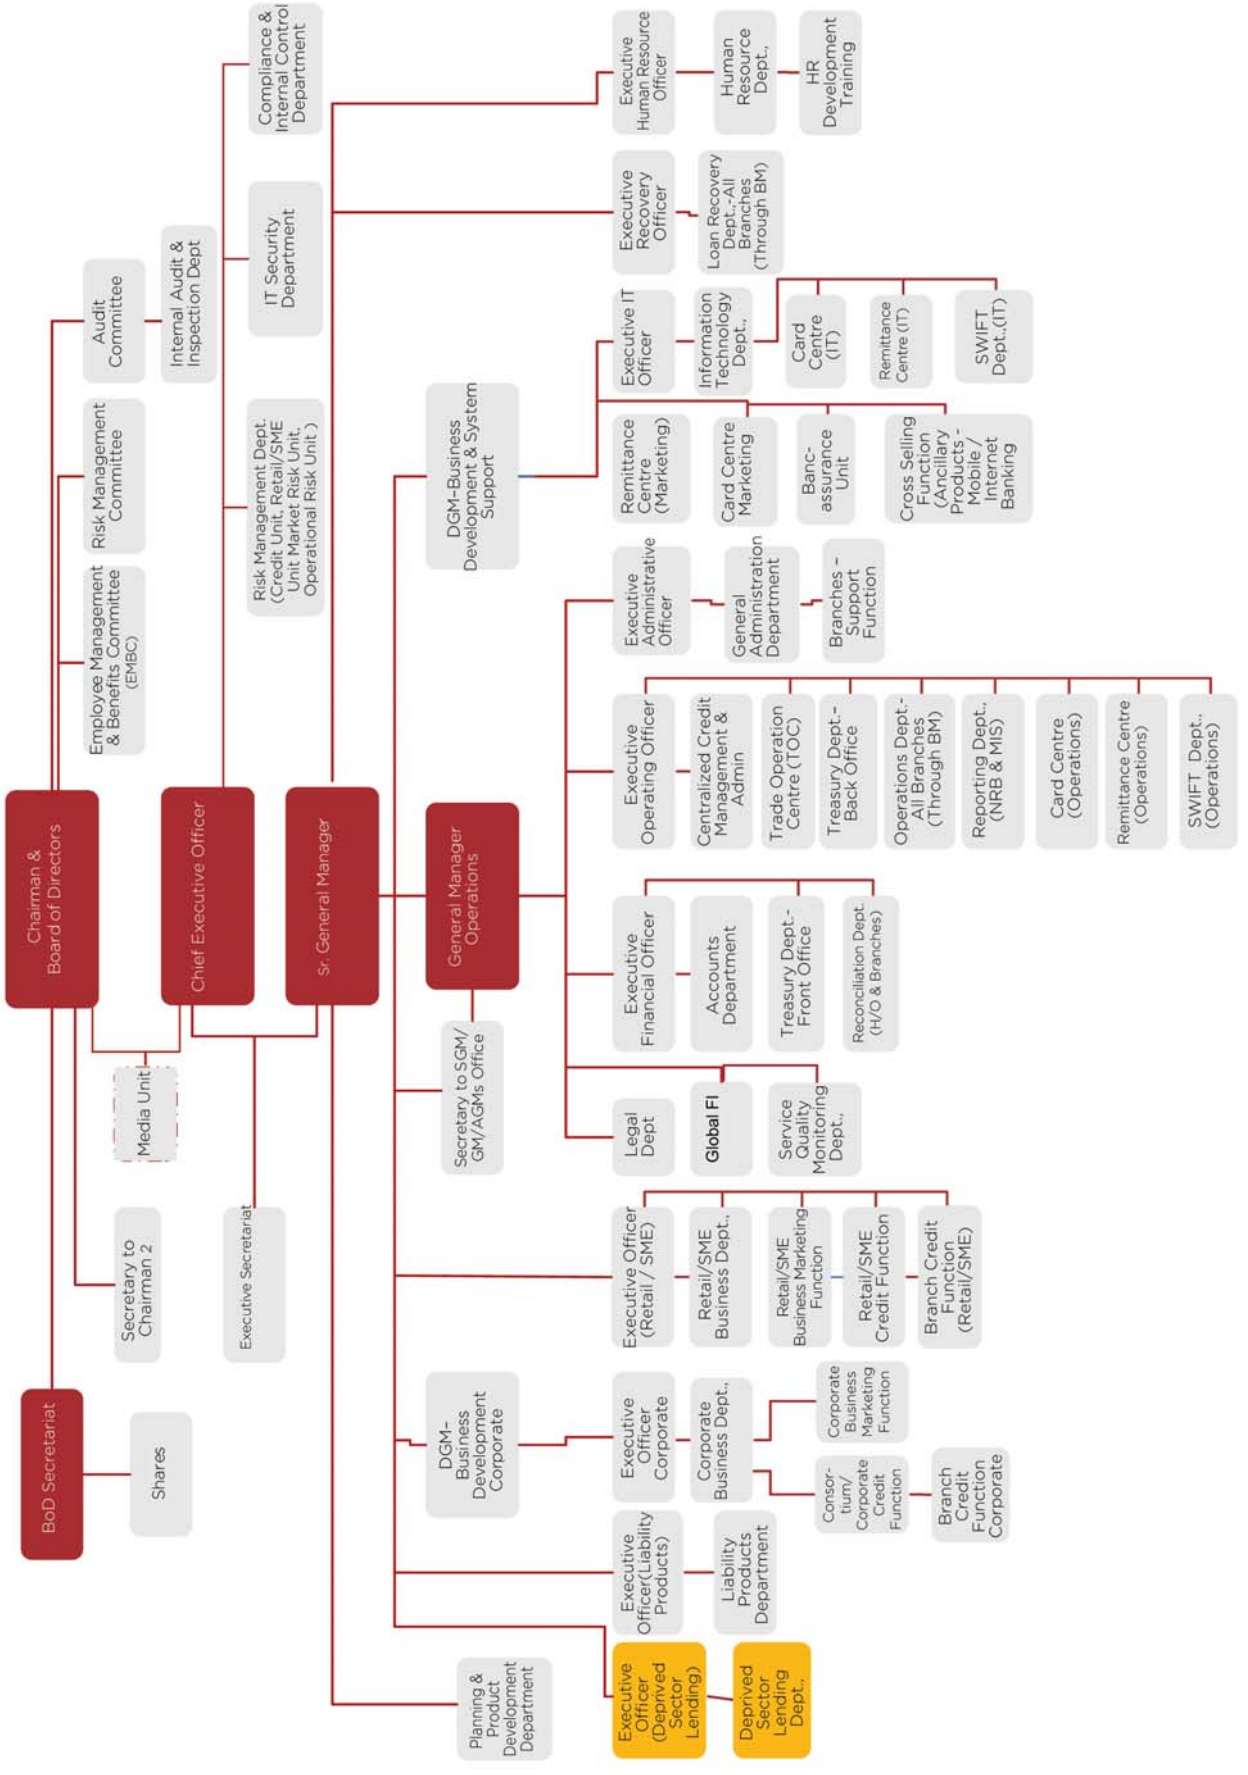 Chairman &
Board of Directors
BoD Secretariat
Shares
Secretary to
Chairman 2
Media Unit
Employee Management
& Benefits Committee
(EMBC)
Risk Management
Committee
Audit
Committee
Internal Audit &
Inspection Dept
Chief Executive Officer
Executive Secretariat
Risk Management Dept.
(Credit Unit, Retail/SME
Unit Market Risk Unit,
Operational Risk Unit )
IT Security
Department
Compliance &
Internal Control
Department
Sr. General Manager
Planning &
Product
Development
Department
DGM-
Business
Development
Corporate
Secretary to SGM/
GM/AGMs Office
General Manager
Operations
DGM-Business
Development & System
Support
Executive
Officer
(Deprived
Sector
Lending)
Deprived
Sector
Lending
Dept.,
Executive
Officer(Liability
Products)
Liability
Products
Department
Executive
Officer
Corporate
Corporate
Business Dept.,
Consor-
tium/
Corporate
Credit
Function
Branch
Credit
Function
Corporate
Corporate
Business
Marketing
Function
Executive Officer
(Retail / SME)
Retail/SME
Business Dept.,
Retail/SME
Business Marketing
Function
Retail/SME
Credit Function
Branch Credit
Function
(Retail/SME)
Legal
Dept
Global FI
Service
Quality
Monitoring
Dept.,
Executive
Financial Officer
Accounts
Department
Treasury Dept.-
Front Office
Reconciliation Dept.
(H/O & Branches)
Executive
Operating Officer
Centralized Credit
Management &
Admin
Trade Operation
Centre (TOC)
Treasury Dept.-
Back Office
Operations Dept.-
All Branches
(Through BM)
Reporting Dept.,
(NRB & MIS)
Card Centre
(Operations)
Remittance Centre
(Operations)
SWIFT Dept.,
(Operations)
Executive
Administrative
Officer
General
Administration
Department
Branches –
Support
Function
Remittance
Centre
(Marketing)
Card Centre
Marketing
Banc-
assurance
Unit
Cross Selling
Function
(Ancillary
Products -
Mobile /
Internet
Banking
Executive IT
Officer
Information
Technology
Dept.,
Card
Centre
(IT)
Remittance
Centre (IT)
SWIFT
Dept.,(IT)
Executive
Recovery
Officer
Loan Recovery
Dept.,-All
Branches
(Through BM)
Executive
Human Resource
Officer
Human
Resource
Dept.,
HR
Development
Training